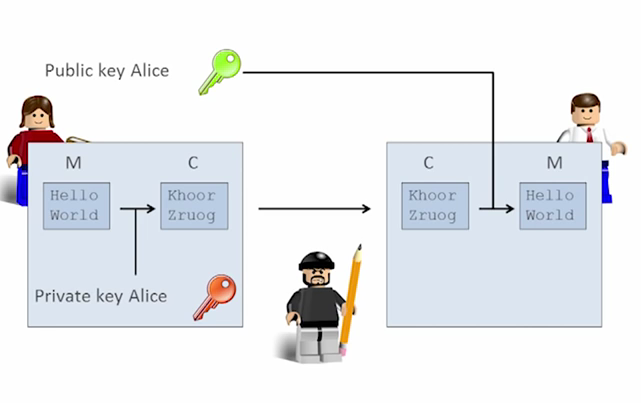 Public key Alice
M
C
Hello
World
Khoor
Zruog
Private key Alice
C
M
Khoor
Zruog
Hello
World